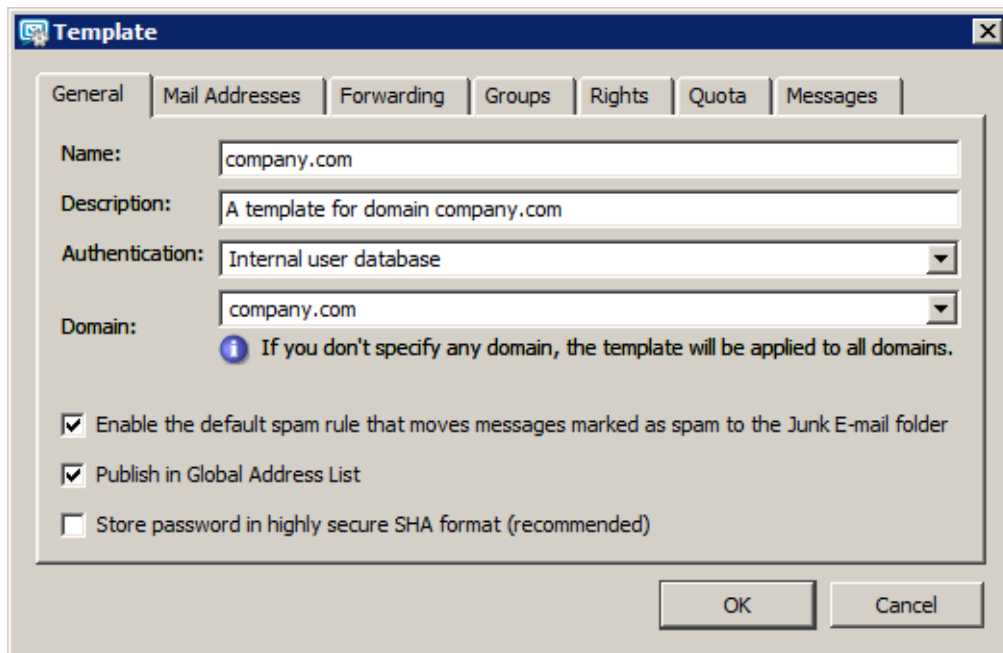 Template
General Mail Addresses Forwarding Groups Rights Quota Messages
Name: company.com
Description: A template for domain company.com
Authentication: Internal user database
Domain: company.com
If you don't specify any domain, the template will be applied to all domains.
Enable the default spam rule that moves messages marked as spam to the Junk E-mail folder
Publish in Global Address List
Store password in highly secure SHA format (recommended)
OK Cancel